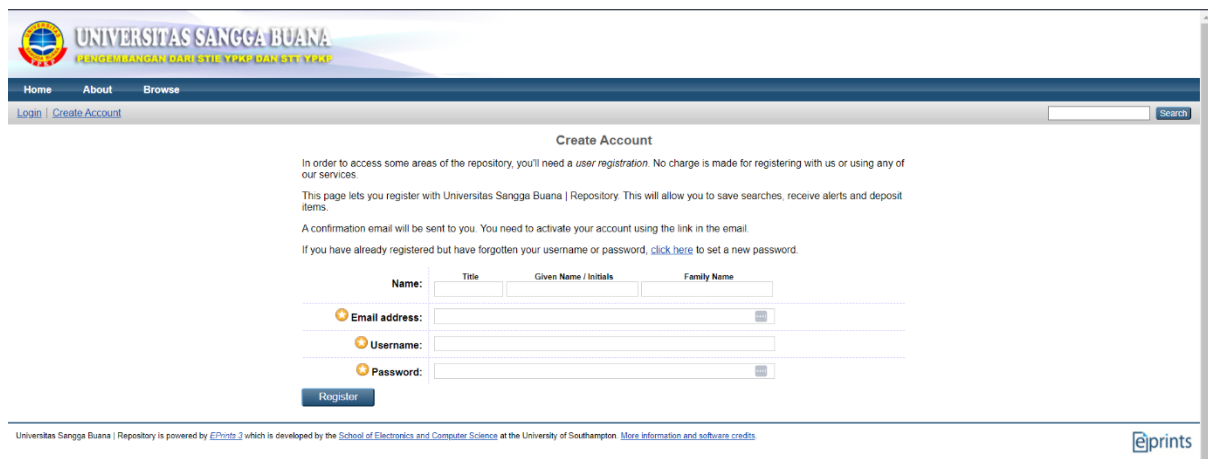 UNIVERSITAS SANGGA BUANA
PENGEMBANGAN DARI STIE YPKP DAN STT YPKP
Home About Browse
Login | Create Account
Search
Create Account
In order to access some areas of the repository, you'll need a user registration. No charge is made for registering with us or using any of
our services.
This page lets you register with Universitas Sangga Buana | Repository. This will allow you to save searches, receive alerts and deposit
items.
A confirmation email will be sent to you. You need to activate your account using the link in the email.
If you have already registered but have forgotten your username or password, click here to set a new password.
Title Given Name / Initials Family Name
Name:
Email address:
Username:
Password:
Register
Universitas Sangga Buana | Repository is powered by EPrints 3 which is developed by the School of Electronics and Computer Science at the University of Southampton. More information and software credits.
eprints